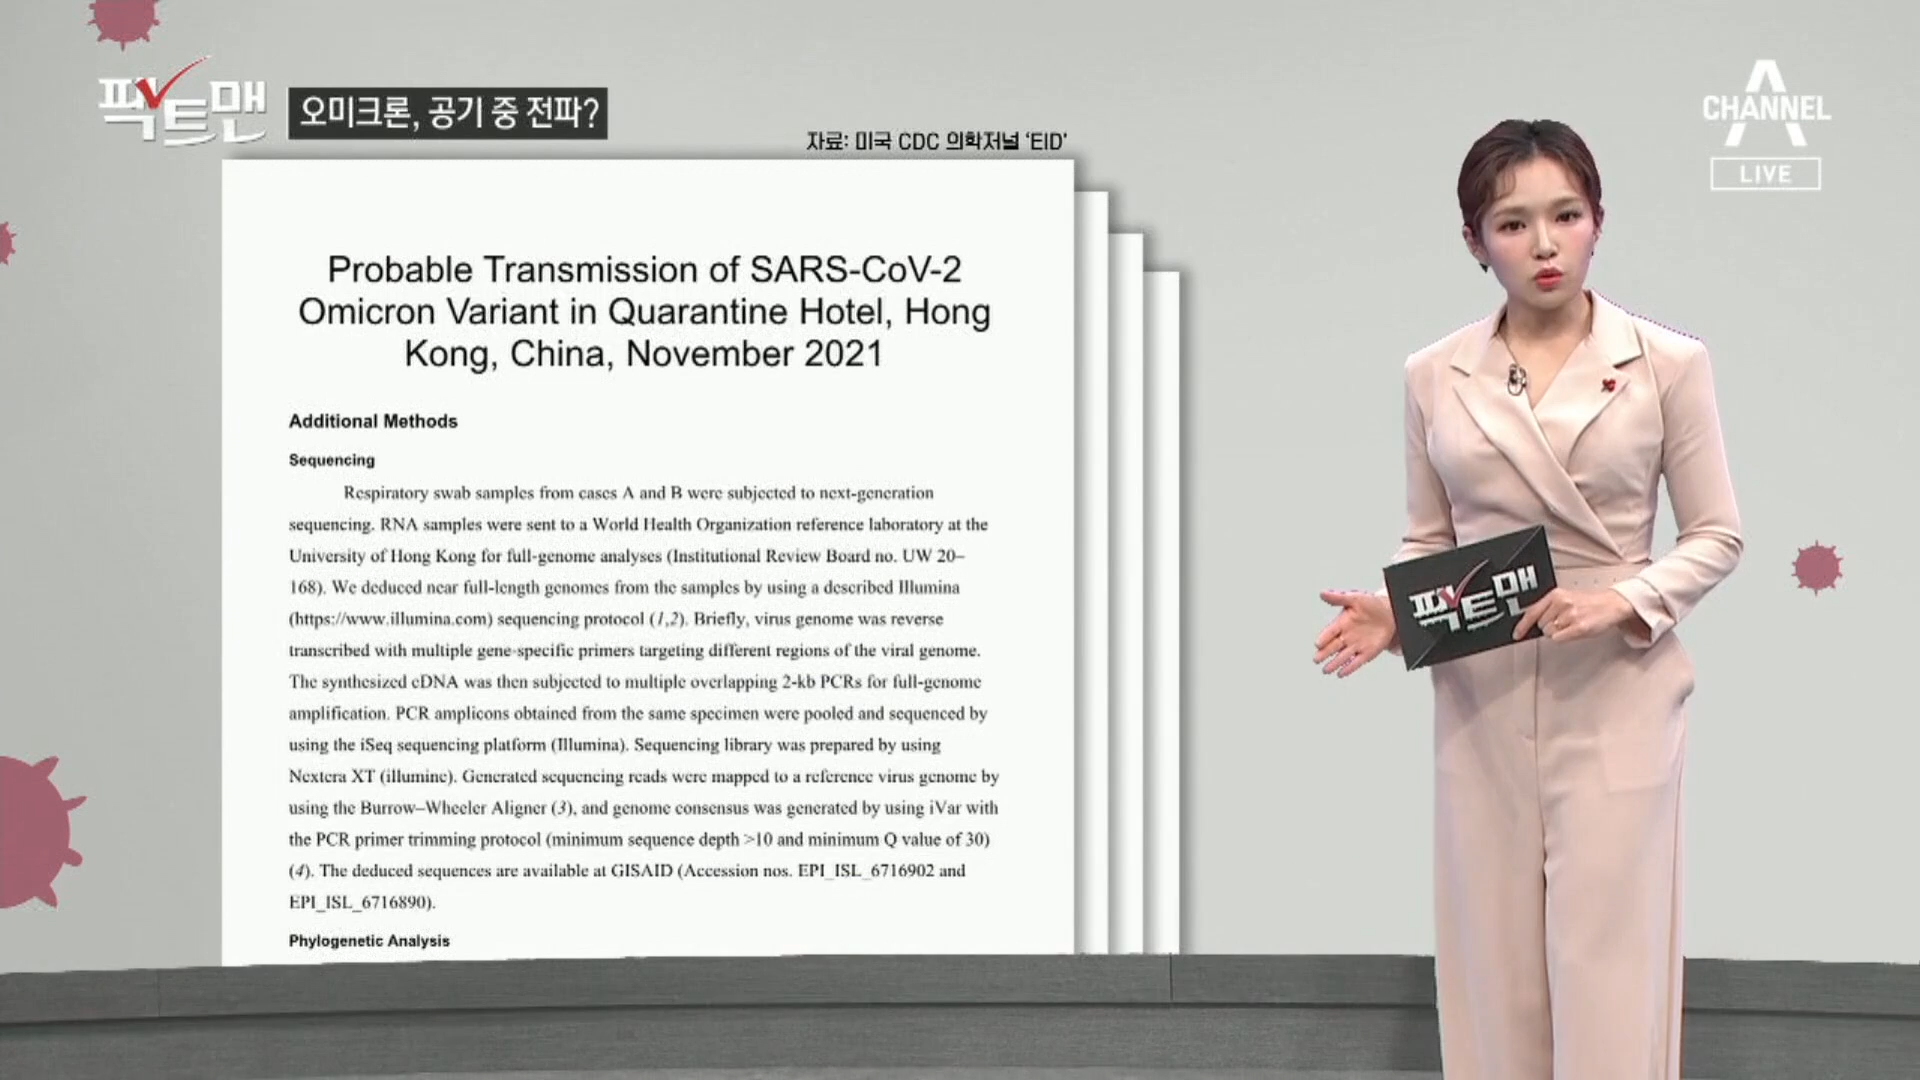 팩트맨
오미크론, 공기 중 전파?
자료: 미국 CDC 의학저널 ‘EID’
CHANNEL A
LIVE
Probable Transmission of SARS-CoV-2
Omicron Variant in Quarantine Hotel, Hong
Kong, China, November 2021
Additional Methods
Sequencing
Respiratory swab samples from cases A and B were subjected to next-generation
sequencing. RNA samples were sent to a World Health Organization reference laboratory at the
University of Hong Kong for full-genome analyses (Institutional Review Board no. UW 20–
168). We deduced near full-length genomes from the samples by using a described Illumina
(https://www.illumina.com) sequencing protocol (1,2). Briefly, virus genome was reverse
transcribed with multiple gene-specific primers targeting different regions of the viral genome.
The synthesized cDNA was then subjected to multiple overlapping 2-kb PCRs for full-genome
amplification. PCR amplicons obtained from the same specimen were pooled and sequenced by
using the iSeq sequencing platform (Illumina). Sequencing library was prepared by using
Nextera XT (illumine). Generated sequencing reads were mapped to a reference virus genome by
using the Burrow–Wheeler Aligner (3), and genome consensus was generated by using iVar with
the PCR primer trimming protocol (minimum sequence depth >10 and minimum Q value of 30)
(4). The deduced sequences are available at GISAID (Accession nos. EPI_ISL_6716902 and
EPI_ISL_6716890).
Phylogenetic Analysis
팩트맨